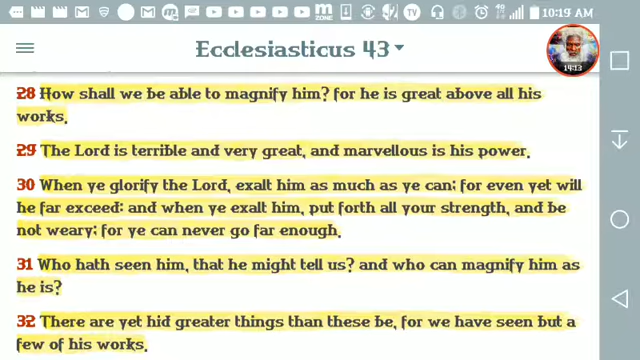 4G
10:19 AM
M
ZONE
TV
Ecclesiasticus 43
14:13
28 How shall we be able to magnify him? for he is great above all his
works.
29 The Lord is terrible and very great, and marvellous is his power.
30 When ye glorify the Lord, exalt him as much as ye can; for even yet will
he far exceed: and when ye exalt him, put forth all your strength, and be
not weary; for ye can never go far enough.
31 Who hath seen him, that he might tell us? and who can magnify him as
he is?
32 There are yet hid greater things than these be, for we have seen but a
few of his works.